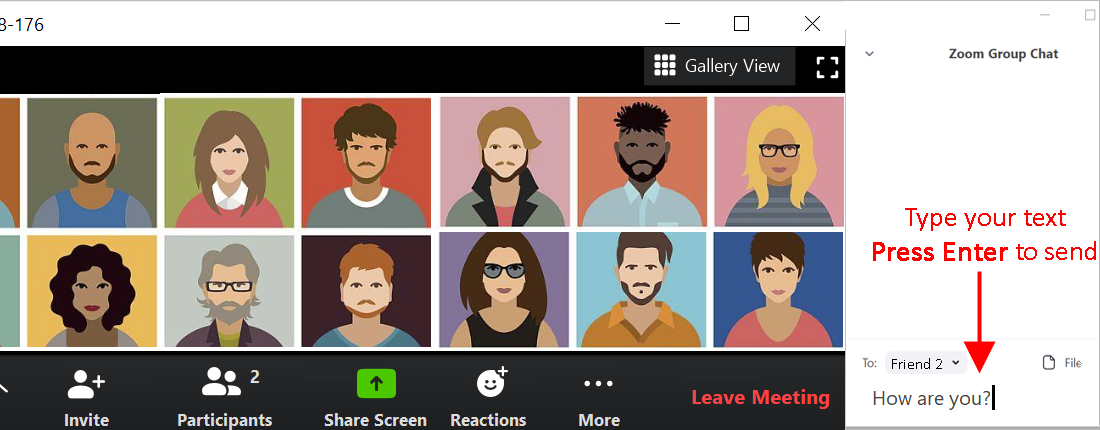 8-176
Gallery View
Zoom Group Chat
Type your text
Press Enter to send
To: Friend 2 File
How are you?
2
Invite Participants Share Screen Reactions More
Leave Meeting